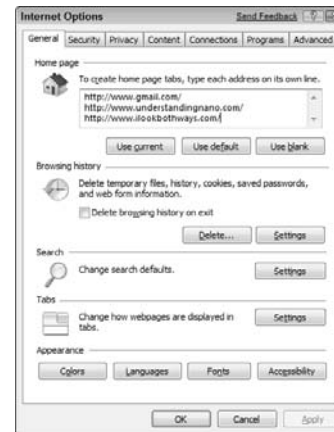 Internet Options
Send Feedback
General Security Privacy Content Connections Programs Advanced
Home page
To create home page tabs, type each address on its own line.
http://www.gmail.com/
http://www.understandingnano.com/
http://www.ilookbothways.com/
Use current Use default Use blank
Browsing history
Delete temporary files, history, cookies, saved passwords,
and web form information.
Delete browsing history on exit
Delete... Settings
Search
Change search defaults.
Settings
Tabs
Change how webpages are displayed in
tabs.
Settings
Appearance
Colors Languages Fonts Accessibility
OK Cancel Apply